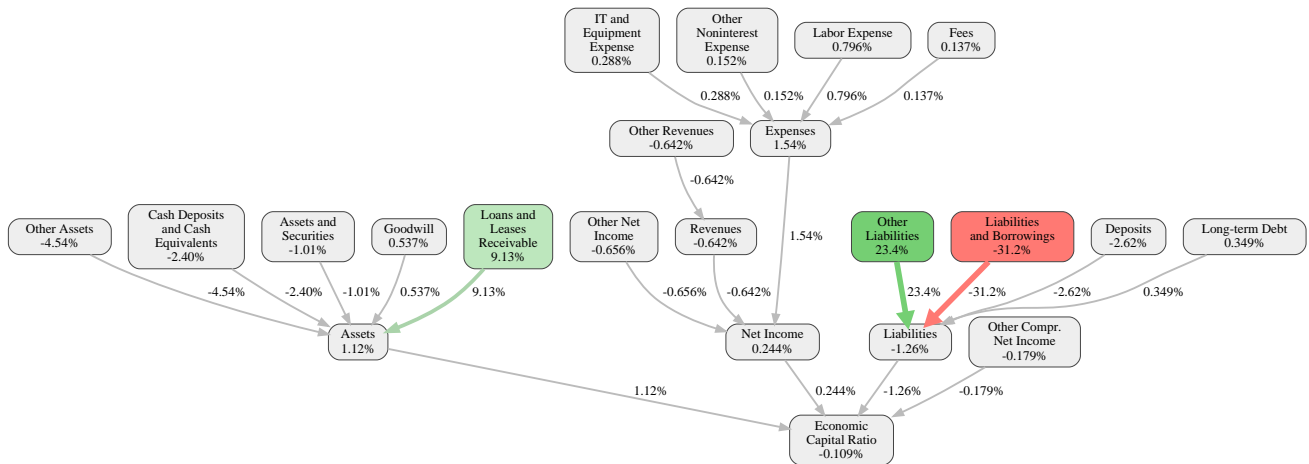 IT and
Equipment
Expense
0.288%
Other
Noninterest
Expense
0.152%
Labor Expense
0.796%
Fees
0.137%
0.288%
0.152%
0.796%
0.137%
Other Revenues
-0.642%
Expenses
1.54%
-0.642%
Other Assets
-4.54%
Cash Deposits
and Cash
Equivalents
-2.40%
Assets and
Securities
-1.01%
Goodwill
0.537%
Loans and
Leases
Receivable
9.13%
Other Net
Income
-0.656%
Revenues
-0.642%
1.54%
Other
Liabilities
23.4%
Liabilities
and Borrowings
-31.2%
Deposits
-2.62%
Long-term Debt
0.349%
-4.54%
-2.40%
-1.01%
0.537%
9.13%
-0.656%
-0.642%
23.4%
-31.2%
-2.62%
0.349%
Assets
1.12%
Net Income
0.244%
Liabilities
-1.26%
Other Compr.
Net Income
-0.179%
1.12%
0.244%
-1.26%
-0.179%
Economic
Capital Ratio
-0.109%